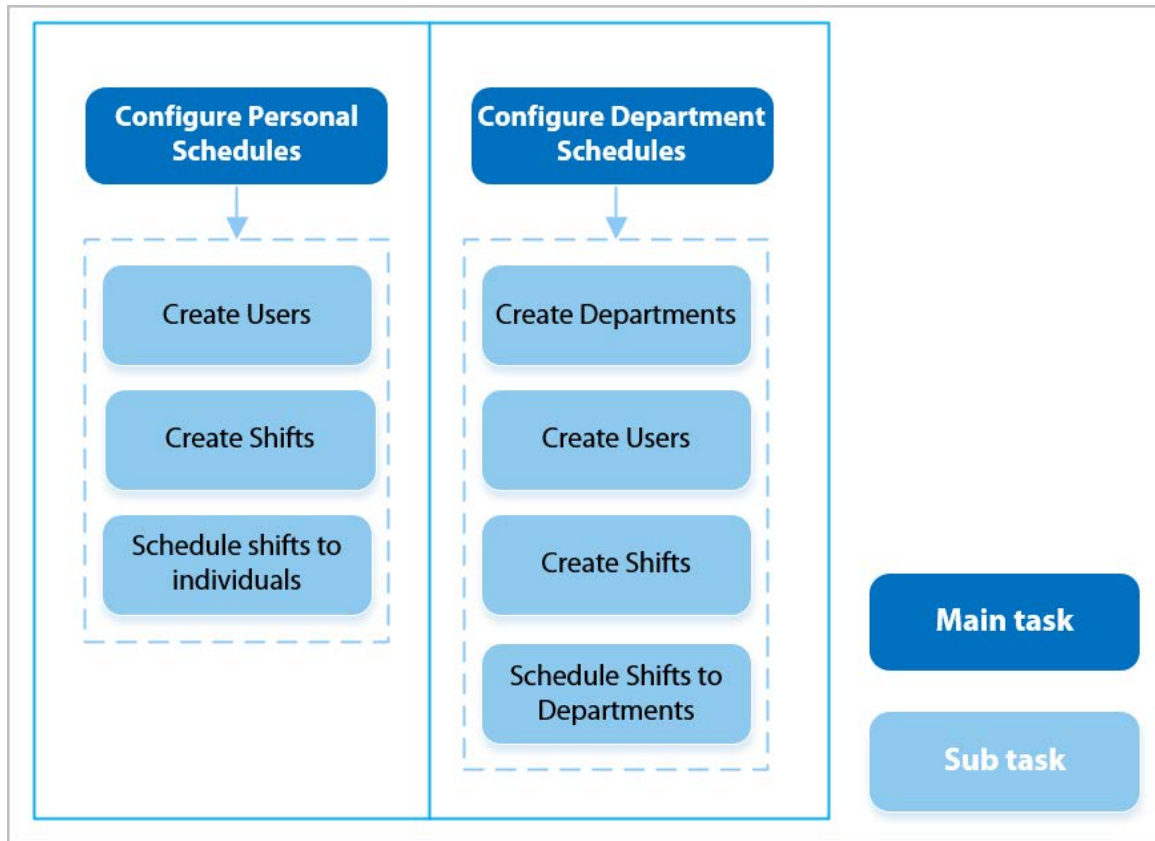 Configure Personal
Schedules
Create Users
Create Shifts
Schedule shifts to
individuals
Configure Department
Schedules
Create Departments
Create Users
Create Shifts
Schedule Shifts to
Departments
Main task
Sub task